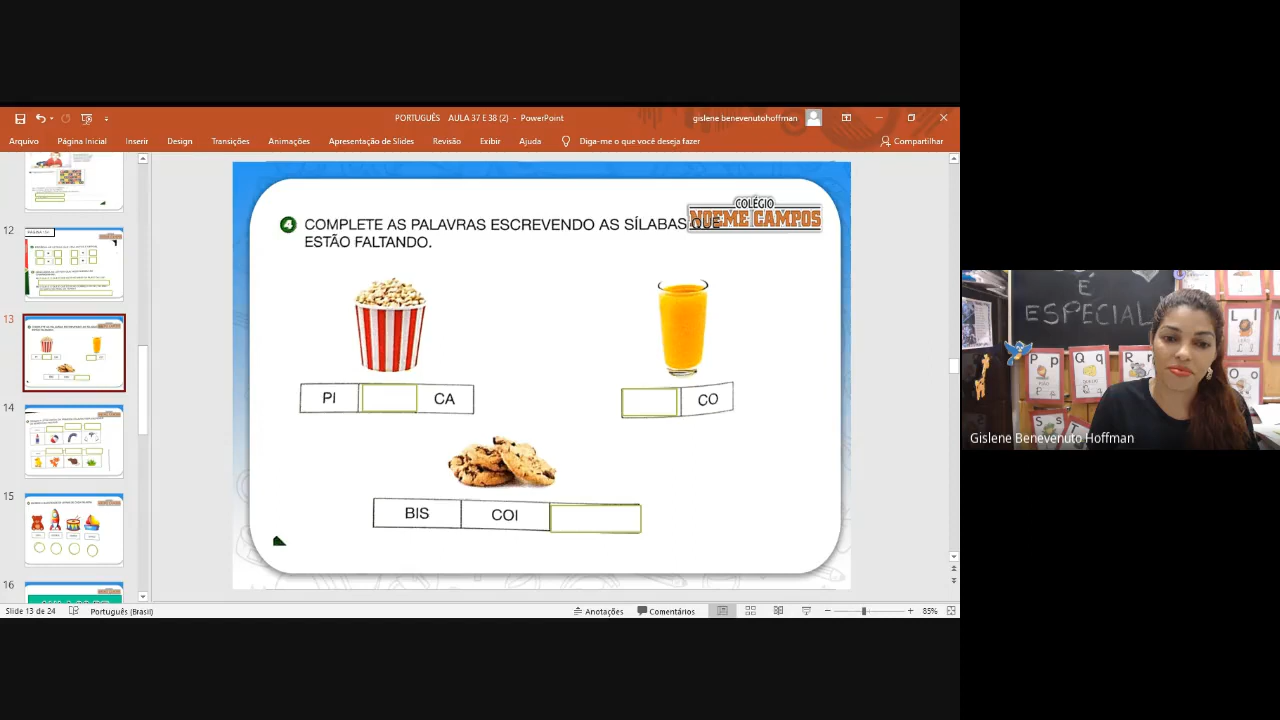 PORTUGUÊS AULA 37 E 38 (2) - PowerPoint
gislene benevenutohoffman
Arquivo
Página Inicial
Inserir
Design
Transições
Animações
Apresentação de Slides
Revisão
Exibir
Ajuda
Diga-me o que você deseja fazer
Compartilhar
12
13
14
15
16
COLÉGIO
NOEME CAMPOS
4 COMPLETE AS PALAVRAS ESCREVENDO AS SÍLABAS QUE
ESTÃO FALTANDO.
PI CA
CO
BIS COI
É
ESPECIAL
P p
Q q
R r
L l
M
O o
S s
Gislene Benevenuto Hoffman
Slide 13 de 24
Português (Brasil)
Anotações
Comentários
85%